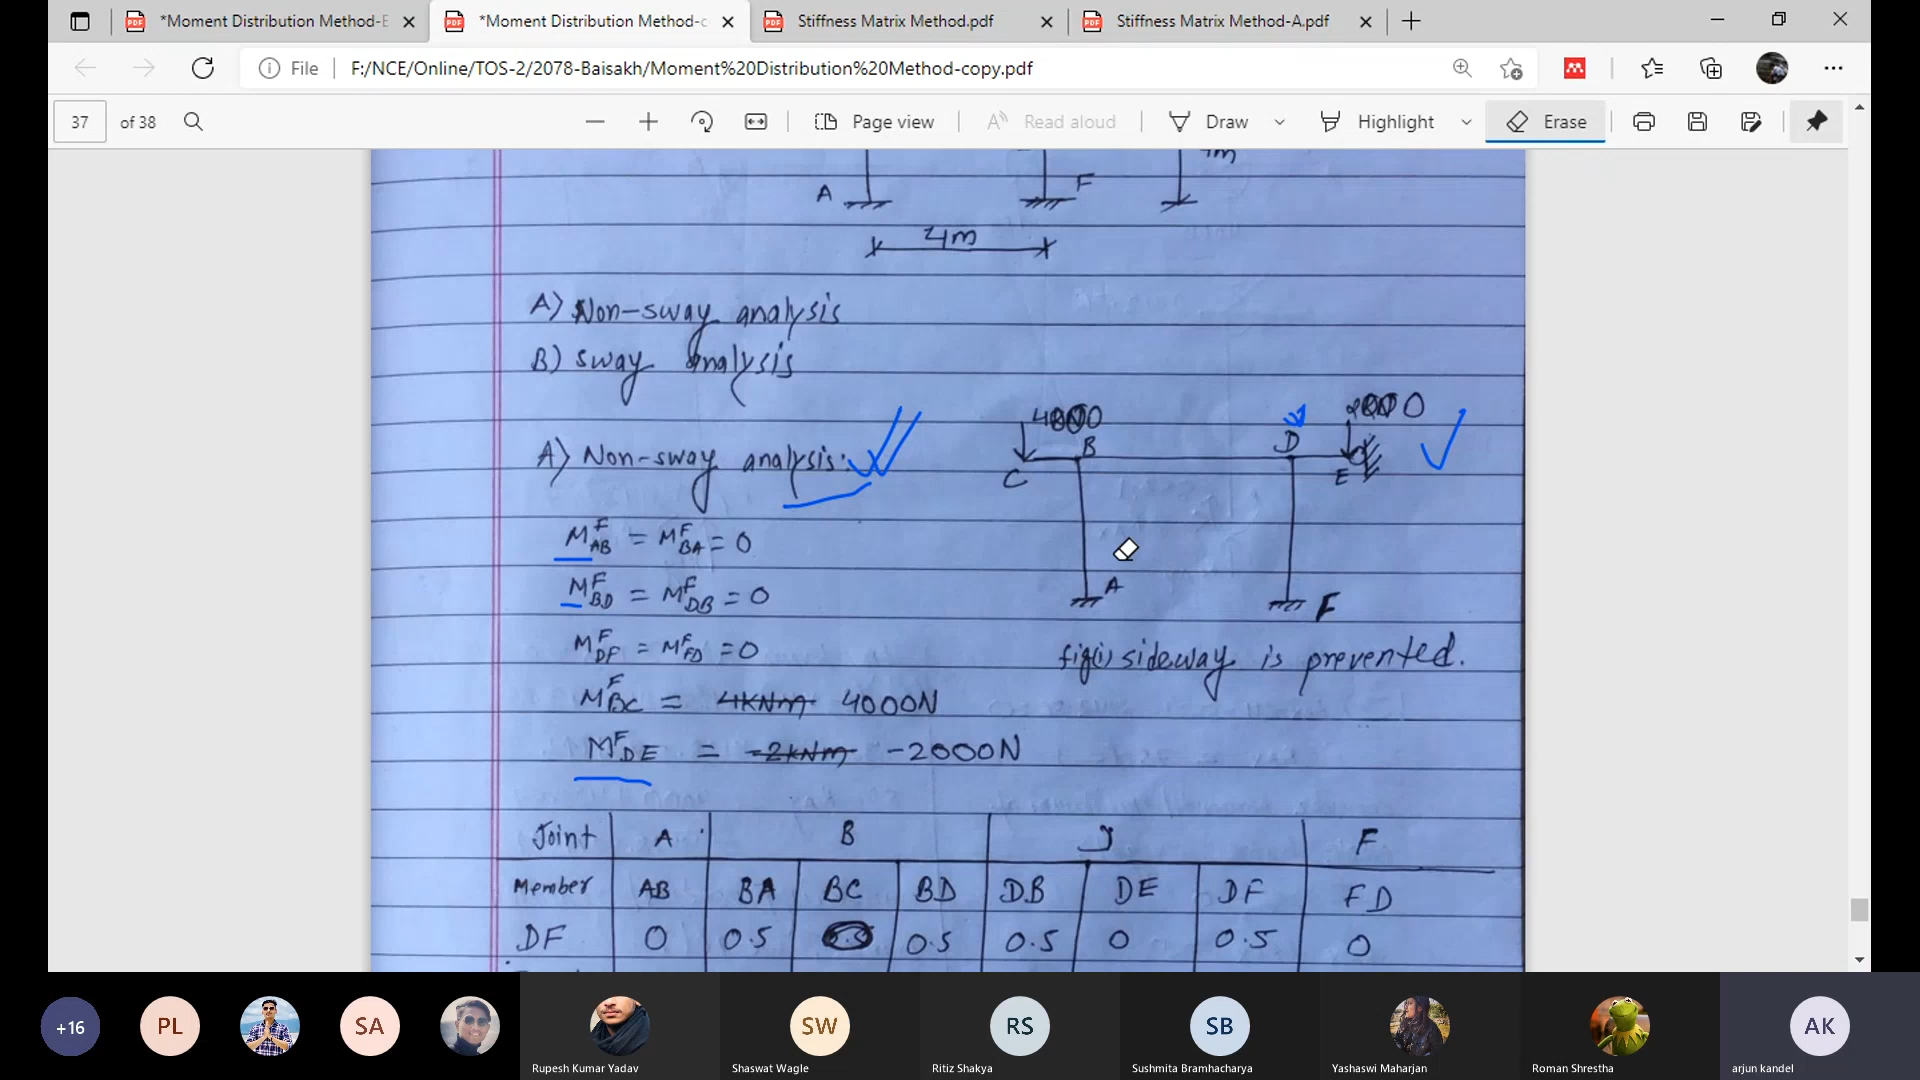 *Moment Distribution Method-E
*Moment Distribution Method-c
Stiffness Matrix Method.pdf
Stiffness Matrix Method-A.pdf
File F:/NCE/Online/TOS-2/2078-Baisakh/Moment%20Distribution%20Method-copy.pdf
37 of 38 Page view Read aloud Draw Highlight Erase
4m
A F
4m
A) Non-sway analysis
B) sway analysis
A) Non-sway analysis:
4000 B D 2000
C E
A F
fig(i) sideway is prevented.
M^F_AB = M^F_BA = 0
M^F_BD = M^F_DB = 0
M^F_DF = M^F_FD = 0
M^F_BC = 4KNm 4000N
M^F_DE = -2KNm -2000N
Joint A B J F
Member AB BA BC BD DB DE DF FD
DF 0 0.5 0.5 0.5 0 0.5 0
+16 PL SA SW RS SB AK
Rupesh Kumar Yadav Shaswat Wagle Ritiz Shakya Sushmita Bramhacharya Yashaswi Maharjan Roman Shrestha arjun kandel